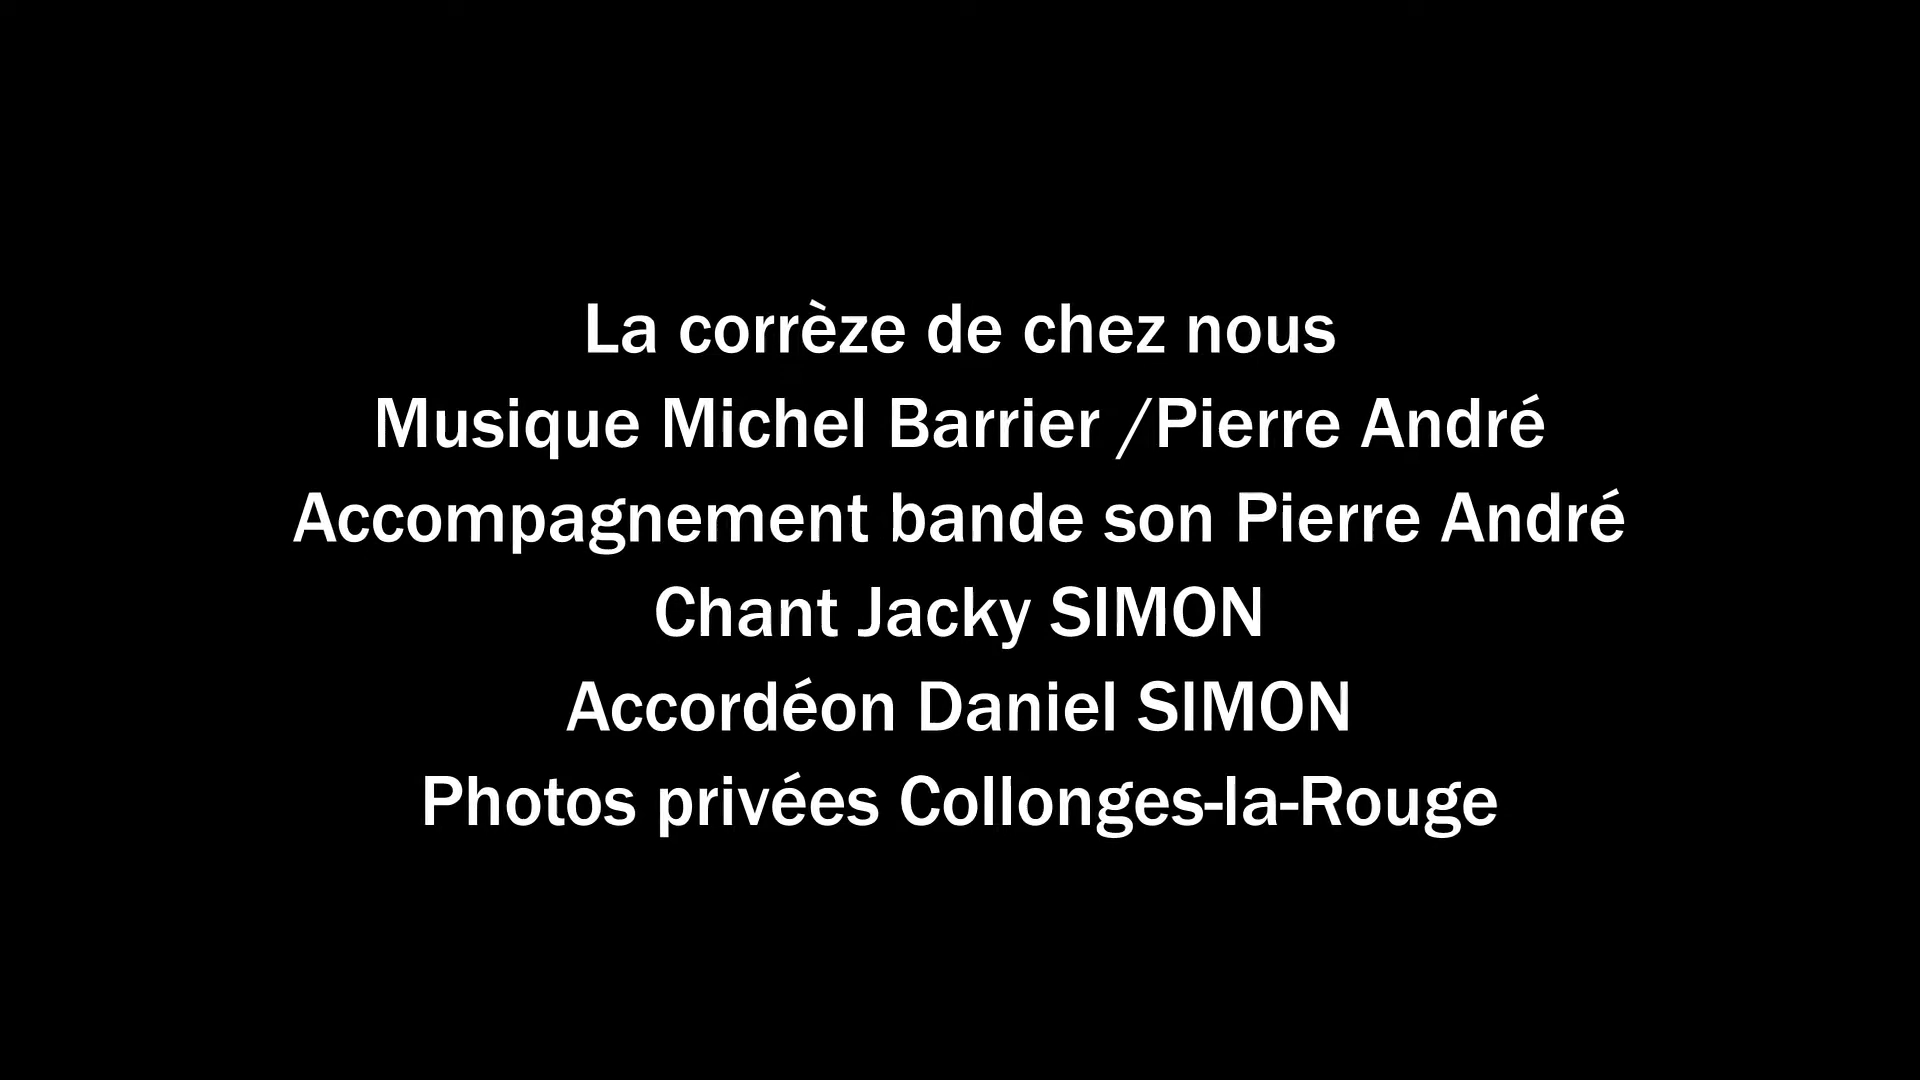 La corrèze de chez nous
Musique Michel Barrier /Pierre André
Accompagnement bande son Pierre André
Chant Jacky SIMON
Accordéon Daniel SIMON
Photos privées Collonges-la-Rouge